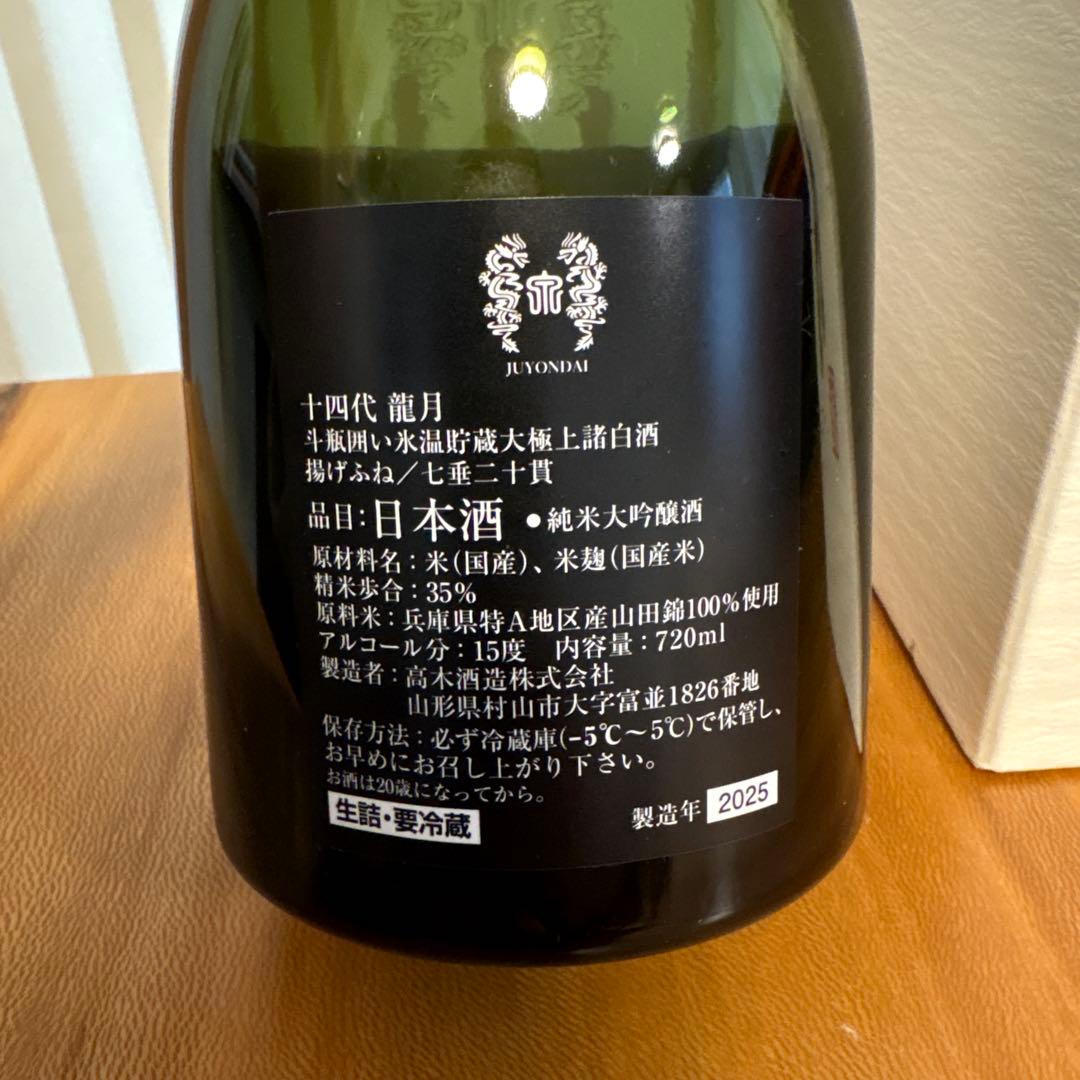 JUYONDAI
十四代 龍月
斗瓶囲い氷温貯蔵大極上諸白酒
揚げふね/七垂二十貫
品目:日本酒 ●純米大吟醸酒
原材料名:米(国産)、米麹(国産米)
精米歩合:35%
原料米:兵庫県特A地区産山田錦100%使用
アルコール分:15度 内容量:720ml
製造者:高木酒造株式会社
山形県村山市大字富並1826番地
保存方法:必ず冷蔵庫(-5℃〜5℃)で保管し、
お早めにお召し上がり下さい。
お酒は20歳になってから。
生詰・要冷蔵 製造年 2025